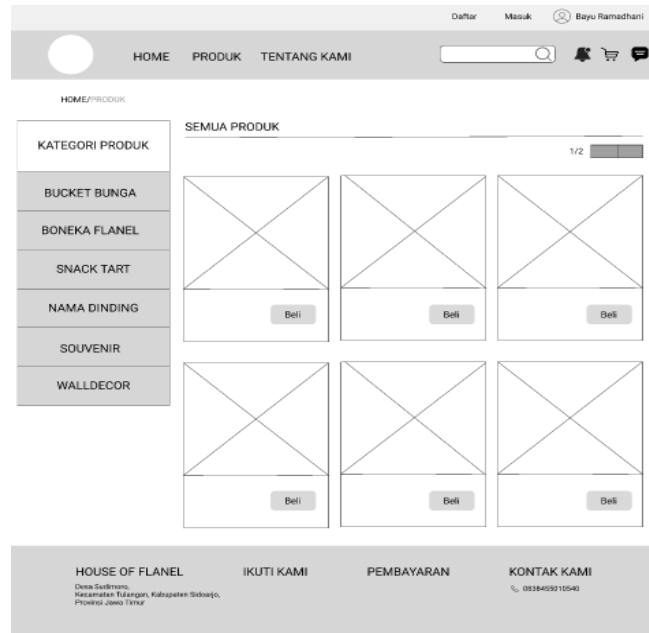 Daftar Masuk Bayu Ramadhani
HOME PRODUK TENTANG KAMI
HOME/PRODUK
SEMUA PRODUK
KATEGORI PRODUK
1/2
BUCKET BUNGA
BONEKA FLANEL
SNACK TART
NAMA DINDING
SOUVENIR
WALLDECOR
Beli Beli Beli
Beli Beli Beli
HOUSE OF FLANEL IKUTI KAMI PEMBAYARAN KONTAK KAMI
Desa Sudimoro,
Kecamatan Tulangan, Kabupaten Sidoarjo,
Provinsi Jawa Timur
0838455010540